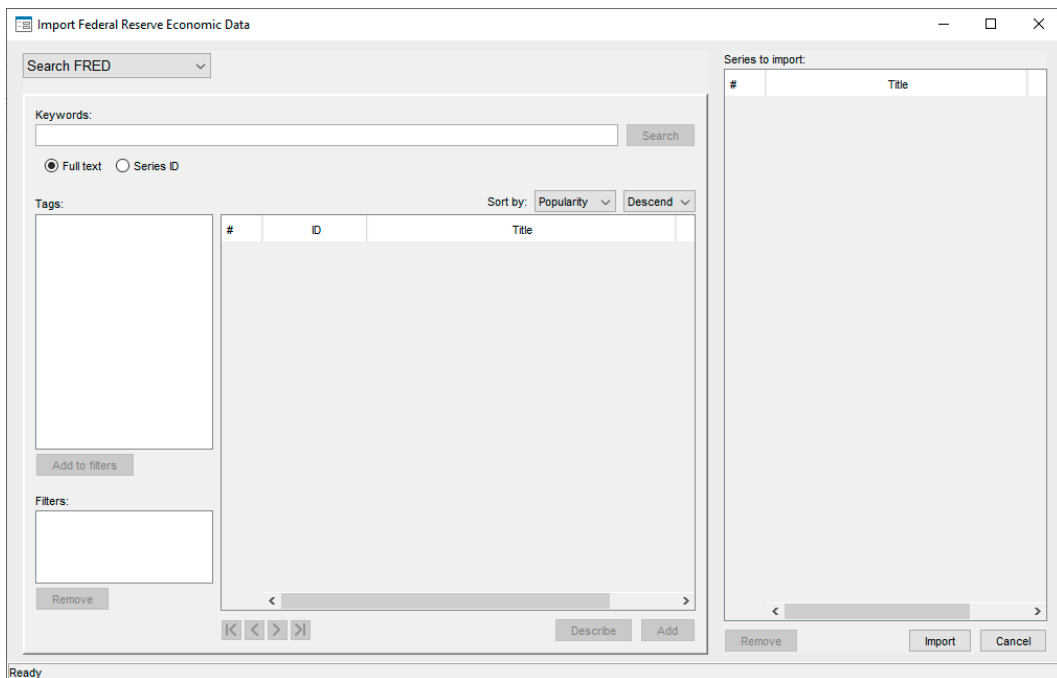 Import Federal Reserve Economic Data
Search FRED
Series to import:
# Title
Keywords:
Search
Full text Series ID
Tags:
Sort by: Popularity Descend
# ID Title
Add to filters
Filters:
Remove
Describe Add
Remove Import Cancel
Ready